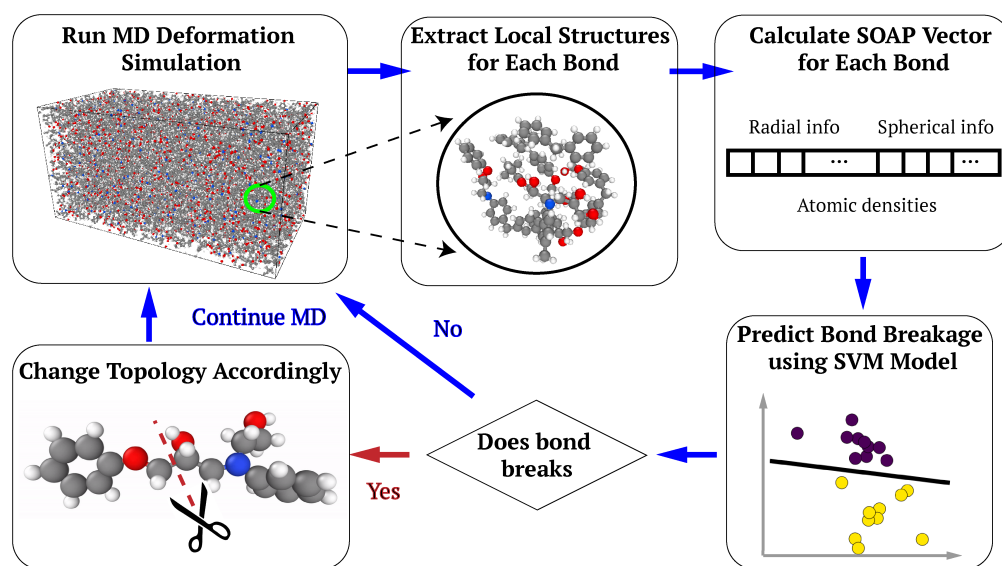 Run MD Deformation
Simulation
Extract Local Structures
for Each Bond
Calculate SOAP Vector
for Each Bond
Radial info
Spherical info
...
...
Atomic densities
Predict Bond Breakage
using SVM Model
Does bond
breaks
No
Yes
Continue MD
Change Topology Accordingly